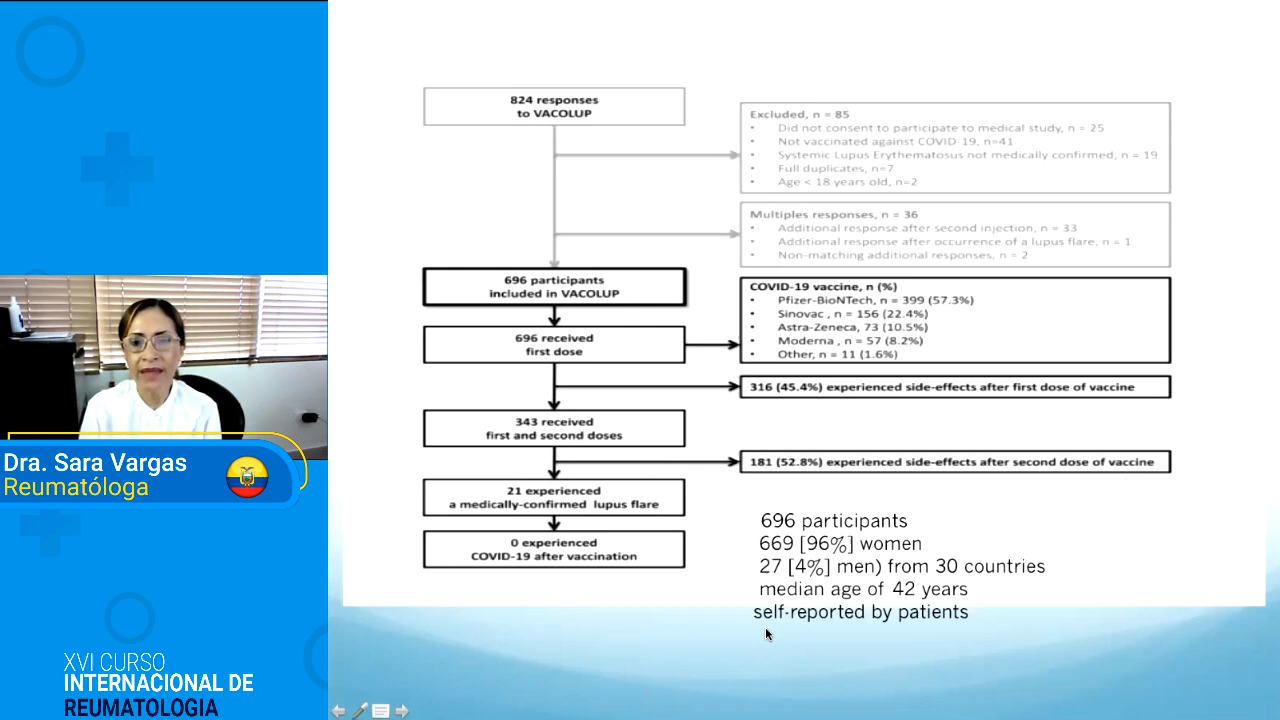 824 responses
to VACOLUP
Excluded, n = 85
• Did not consent to participate to medical study, n = 25
• Not vaccinated against COVID-19, n=41
• Systemic Lupus Erythematosus not medically confirmed, n = 19
• Full duplicates, n=7
• Age < 18 years old, n=2
Multiples responses, n = 36
• Additional response after second injection, n = 33
• Additional response after occurrence of a lupus flare, n = 1
• Non-matching additional responses, n = 2
696 participants
included in VACOLUP
COVID-19 vaccine, n (%)
• Pfizer-BioNTech, n = 399 (57.3%)
• Sinovac , n = 156 (22.4%)
• Astra-Zeneca, 73 (10.5%)
• Moderna , n = 57 (8.2%)
• Other, n = 11 (1.6%)
696 received
first dose
316 (45.4%) experienced side-effects after first dose of vaccine
343 received
first and second doses
181 (52.8%) experienced side-effects after second dose of vaccine
21 experienced
a medically-confirmed lupus flare
0 experienced
COVID-19 after vaccination
696 participants
669 [96%] women
27 [4%] men) from 30 countries
median age of 42 years
self-reported by patients
Dra. Sara Vargas
Reumatóloga
XVI CURSO
INTERNACIONAL DE
REUMATOLOGIA